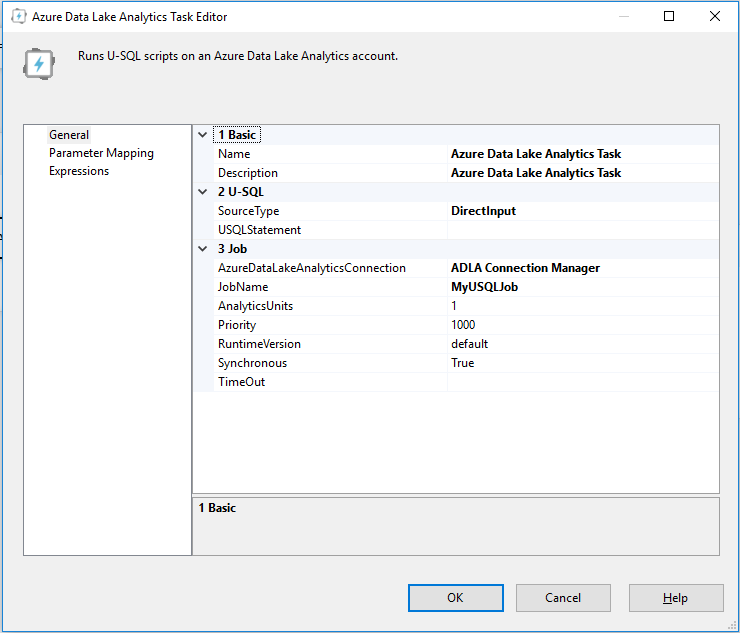 Azure Data Lake Analytics Task Editor
Runs U-SQL scripts on an Azure Data Lake Analytics account.
General
Parameter Mapping
Expressions
1 Basic
Name Azure Data Lake Analytics Task
Description Azure Data Lake Analytics Task
2 U-SQL
SourceType DirectInput
USQLStatement
3 Job
AzureDataLakeAnalyticsConnection ADLA Connection Manager
JobName MyUSQLJob
AnalyticsUnits 1
Priority 1000
RuntimeVersion default
Synchronous True
TimeOut
1 Basic
OK Cancel Help